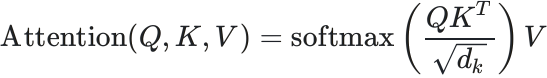 Attention(Q, K, V) = softmax(QK^T / √d_k) V